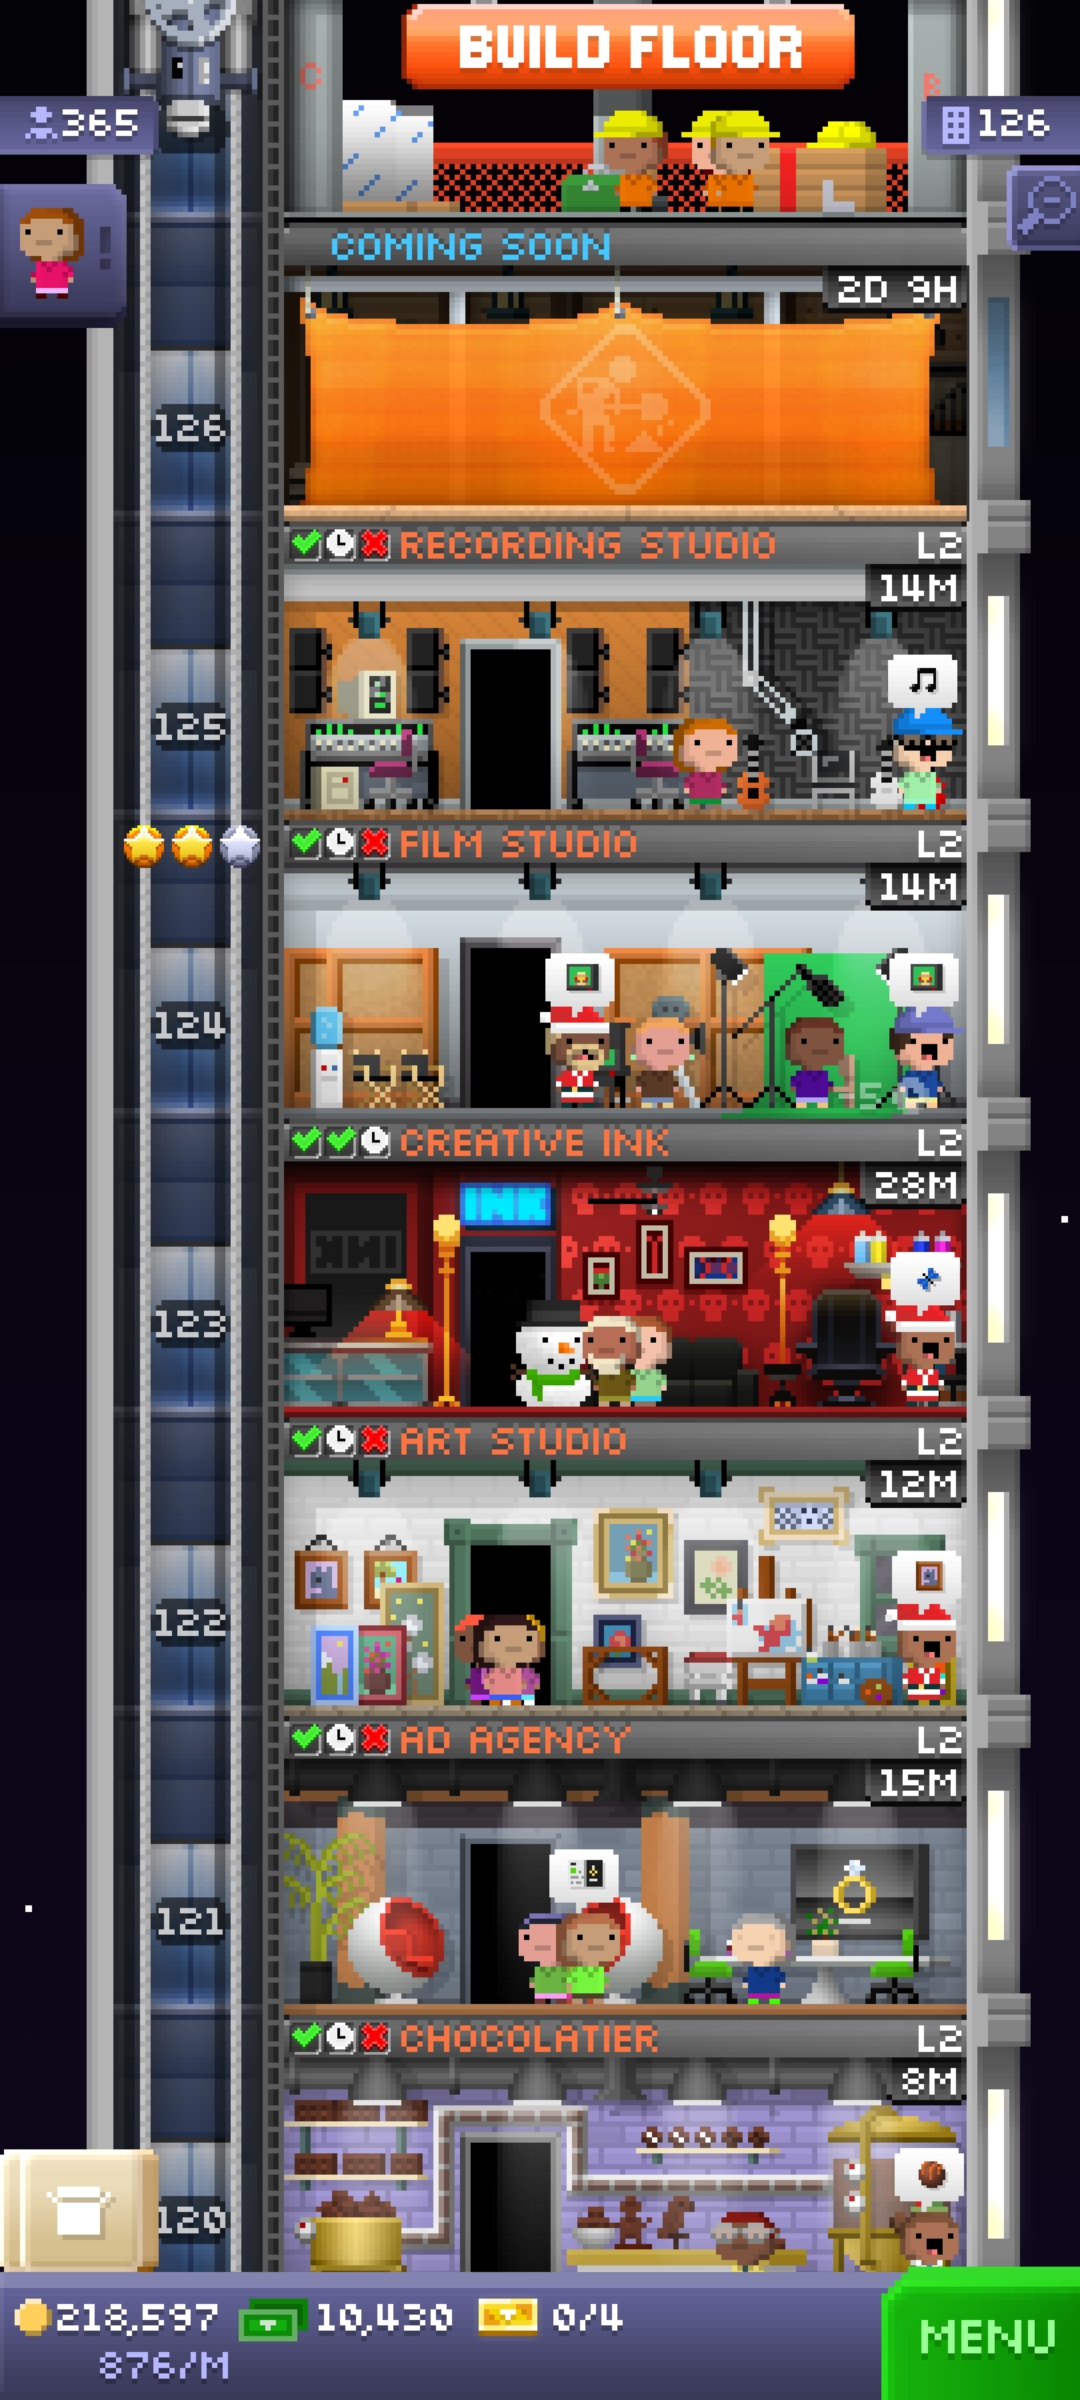 BUILD FLOOR
C
B
365
126
COMING SOON
2D 9H
126
RECORDING STUDIO L2
14M
125
FILM STUDIO L2
14M
124
CREATIVE INK L2
28M
INK
123
ART STUDIO L2
12M
122
AD AGENCY L2
15M
121
CHOCOLATIER L2
8M
120
218,597 10,430 0/4
876/M
MENU